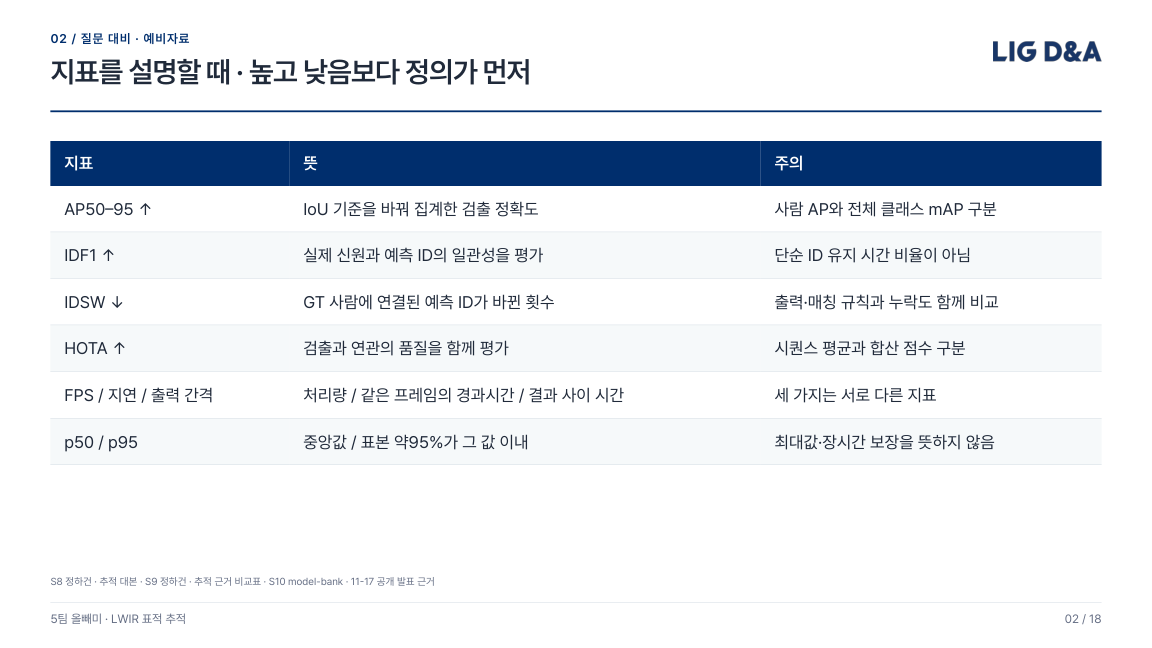 02 / 질문 대비 · 예비자료
지표를 설명할 때 · 높고 낮음보다 정의가 먼저
LIG D&A
지표 뜻 주의
AP50–95 ↑ IoU 기준을 바꿔 집계한 검출 정확도 사람 AP와 전체 클래스 mAP 구분
IDF1 ↑ 실제 신원과 예측 ID의 일관성을 평가 단순 ID 유지 시간 비율이 아님
IDSW ↓ GT 사람에 연결된 예측 ID가 바뀐 횟수 출력·매칭 규칙과 누락도 함께 비교
HOTA ↑ 검출과 연관의 품질을 함께 평가 시퀀스 평균과 합산 점수 구분
FPS / 지연 / 출력 간격 처리량 / 같은 프레임의 경과시간 / 결과 사이 시간 세 가지는 서로 다른 지표
p50 / p95 중앙값 / 표본 약95%가 그 값 이내 최대값·장시간 보장을 뜻하지 않음
S8 정하건 · 추적 대본 · S9 정하건 · 추적 근거 비교표 · S10 model-bank · 11-17 공개 발표 근거
5팀 올빼미 · LWIR 표적 추적
02 / 18